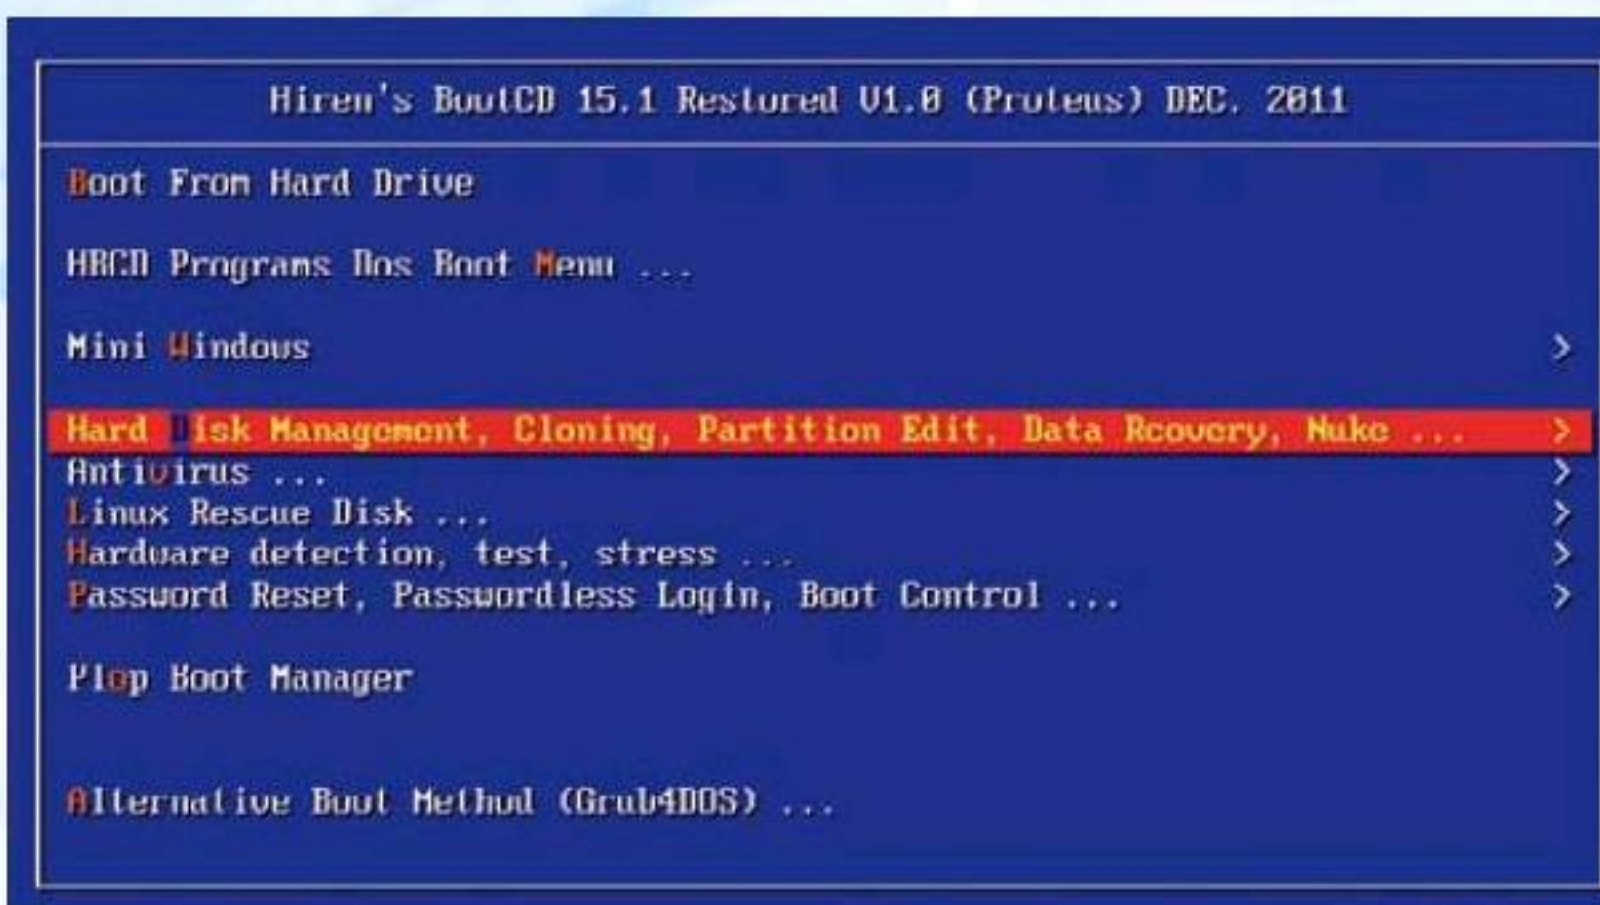 Hiren's BootCD 15.1 Restored V1.0 (Proteus) DEC. 2011
Boot From Hard Drive
HBCD Programs Dos Boot Menu ...
Mini Windows >
Hard Disk Management, Cloning, Partition Edit, Data Rcovery, Nuke ... >
Antivirus ... >
Linux Rescue Disk ... >
Hardware detection, test, stress ... >
Password Reset, Passwordless Login, Boot Control ... >
Plop Boot Manager
Alternative Boot Method (Grub4DOS) ...